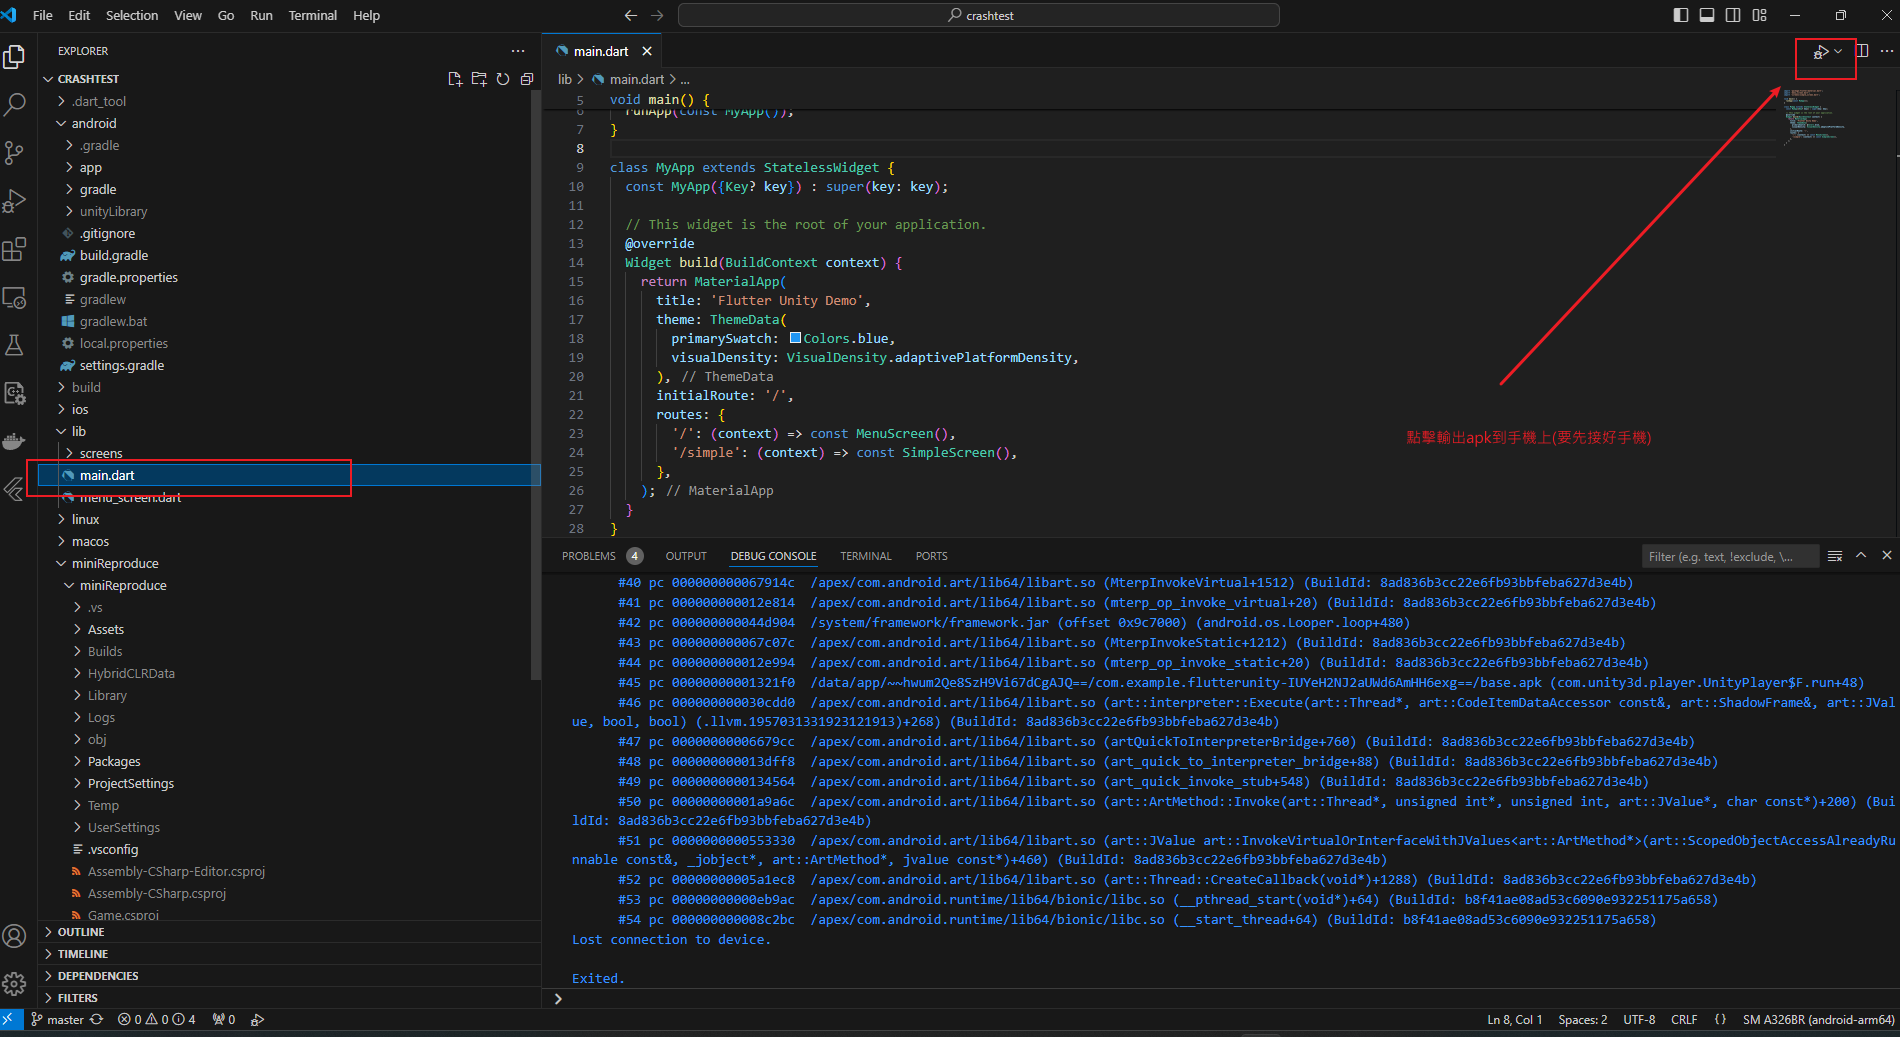 File Edit Selection View Go Run Terminal Help
crashtest
EXPLORER
CRASHTEST
.dart_tool
android
.gradle
app
gradle
unityLibrary
.gitignore
build.gradle
gradle.properties
gradlew
gradlew.bat
local.properties
settings.gradle
build
ios
lib
screens
main.dart
menu_screen.dart
linux
macos
miniReproduce
miniReproduce
.vs
Assets
Builds
HybridCLRData
Library
Logs
obj
Packages
ProjectSettings
Temp
UserSettings
.vsconfig
Assembly-CSharp-Editor.csproj
Assembly-CSharp.csproj
Game.csproj
OUTLINE
TIMELINE
DEPENDENCIES
FILTERS
main.dart
lib > main.dart > ...
5 void main() {
6 runApp(const MyApp());
7 }
8
9 class MyApp extends StatelessWidget {
10 const MyApp({Key? key}) : super(key: key);
11
12 // This widget is the root of your application.
13 @override
14 Widget build(BuildContext context) {
15 return MaterialApp(
16 title: 'Flutter Unity Demo',
17 theme: ThemeData(
18 primarySwatch: Colors.blue,
19 visualDensity: VisualDensity.adaptivePlatformDensity,
20 ), // ThemeData
21 initialRoute: '/',
22 routes: {
23 '/': (context) => const MenuScreen(),
24 '/simple': (context) => const SimpleScreen(),
25 },
26 ); // MaterialApp
27 }
28 }
點擊輸出apk到手機上(要先接好手機)
PROBLEMS 4 OUTPUT DEBUG CONSOLE TERMINAL PORTS
Filter (e.g. text, !exclude, \...
#40 pc 000000000067914c /apex/com.android.art/lib64/libart.so (MterpInvokeVirtual+1512) (BuildId: 8ad836b3cc22e6fb93bbfeba627d3e4b)
#41 pc 000000000012e814 /apex/com.android.art/lib64/libart.so (mterp_op_invoke_virtual+20) (BuildId: 8ad836b3cc22e6fb93bbfeba627d3e4b)
#42 pc 000000000044d904 /system/framework/framework.jar (offset 0x9c7000) (android.os.Looper.loop+480)
#43 pc 000000000067c07c /apex/com.android.art/lib64/libart.so (MterpInvokeStatic+1212) (BuildId: 8ad836b3cc22e6fb93bbfeba627d3e4b)
#44 pc 000000000012e994 /apex/com.android.art/lib64/libart.so (mterp_op_invoke_static+20) (BuildId: 8ad836b3cc22e6fb93bbfeba627d3e4b)
#45 pc 00000000001321f0 /data/app/~~hwum2Qe8SzH9Vi67dCgAJQ==/com.example.flutterunity-IUYeH2NJ2aUWd6AmHH6exg==/base.apk (com.unity3d.player.UnityPlayer$F.run+48)
#46 pc 000000000030cdd0 /apex/com.android.art/lib64/libart.so (art::interpreter::Execute(art::Thread*, art::CodeItemDataAccessor const&, art::ShadowFrame&, art::JVal
ue, bool, bool) (.llvm.1957031331923121913)+268) (BuildId: 8ad836b3cc22e6fb93bbfeba627d3e4b)
#47 pc 00000000006679cc /apex/com.android.art/lib64/libart.so (artQuickToInterpreterBridge+760) (BuildId: 8ad836b3cc22e6fb93bbfeba627d3e4b)
#48 pc 000000000013dff8 /apex/com.android.art/lib64/libart.so (art_quick_to_interpreter_bridge+88) (BuildId: 8ad836b3cc22e6fb93bbfeba627d3e4b)
#49 pc 0000000000134564 /apex/com.android.art/lib64/libart.so (art_quick_invoke_stub+548) (BuildId: 8ad836b3cc22e6fb93bbfeba627d3e4b)
#50 pc 00000000001a9a6c /apex/com.android.art/lib64/libart.so (art::ArtMethod::Invoke(art::Thread*, unsigned int*, unsigned int, art::JValue*, char const*)+200) (Bui
ldId: 8ad836b3cc22e6fb93bbfeba627d3e4b)
#51 pc 0000000000553330 /apex/com.android.art/lib64/libart.so (art::JValue art::InvokeVirtualOrInterfaceWithJValues<art::ArtMethod*>(art::ScopedObjectAccessAlreadyRu
nnable const&, _jobject*, art::ArtMethod*, jvalue const*)+460) (BuildId: 8ad836b3cc22e6fb93bbfeba627d3e4b)
#52 pc 00000000005a1ec8 /apex/com.android.art/lib64/libart.so (art::Thread::CreateCallback(void*)+1288) (BuildId: 8ad836b3cc22e6fb93bbfeba627d3e4b)
#53 pc 00000000000eb9ac /apex/com.android.runtime/lib64/bionic/libc.so (__pthread_start(void*)+64) (BuildId: b8f41ae08ad53c6090e932251175a658)
#54 pc 000000000008c2bc /apex/com.android.runtime/lib64/bionic/libc.so (__start_thread+64) (BuildId: b8f41ae08ad53c6090e932251175a658)
Lost connection to device.
Exited.
master 0 0 4 0 Ln 8, Col 1 Spaces: 2 UTF-8 CRLF {} SM A326BR (android-arm64)